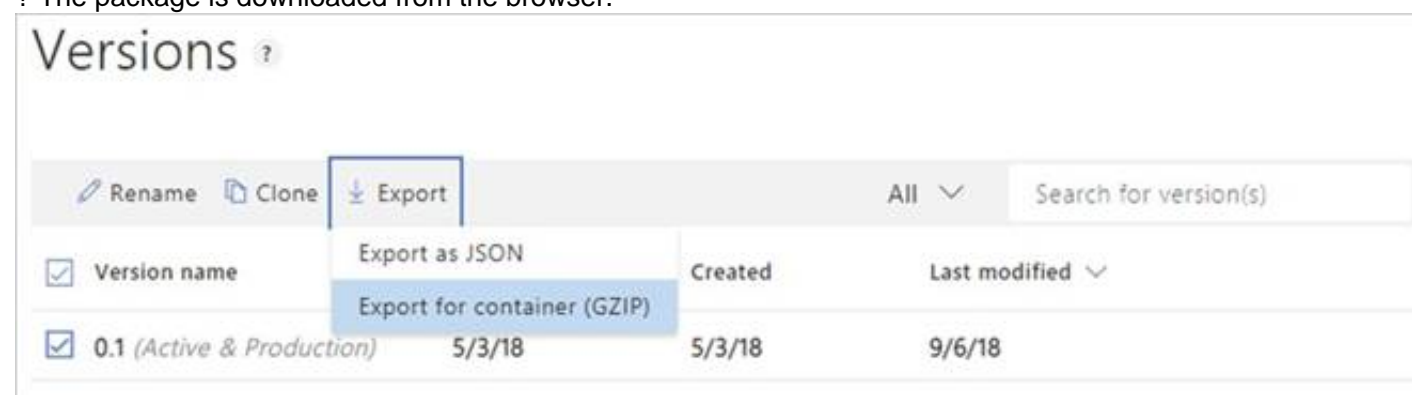 ? The package is downloaded from the browser.
Versions ?
Rename Clone Export All Search for version(s)
Export as JSON
Version name Created Last modified
Export for container (GZIP)
0.1 (Active & Production) 5/3/18 5/3/18 9/6/18